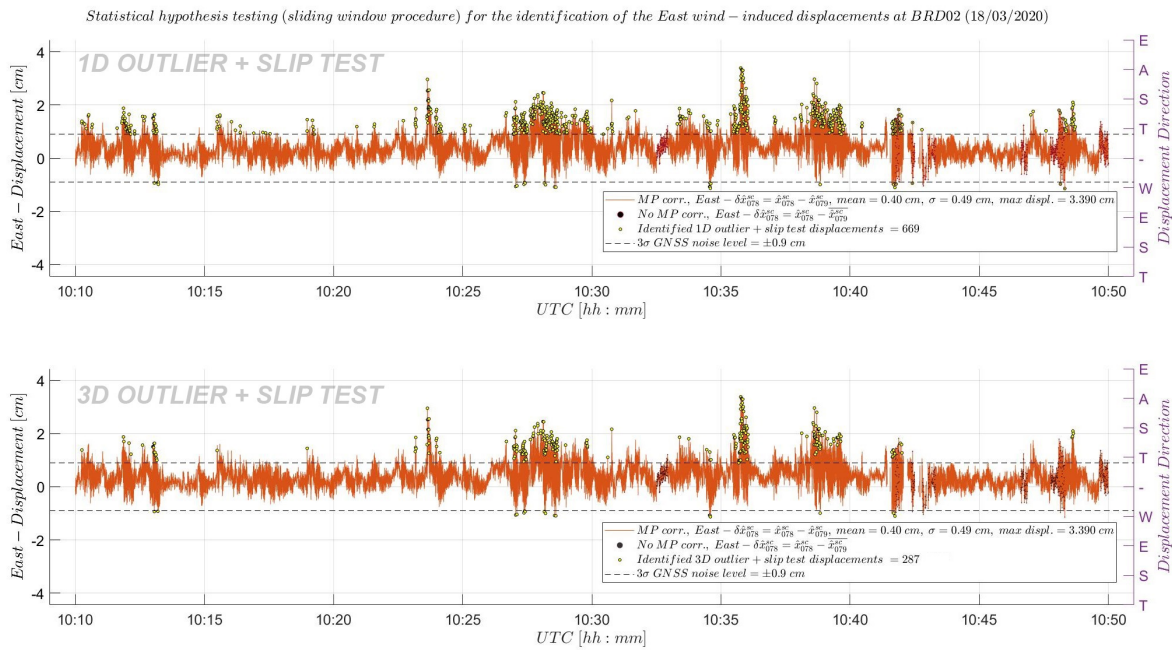 Statistical hypothesis testing (sliding window procedure) for the identification of the East wind − induced displacements at BRD02 (18/03/2020)
1D OUTLIER + SLIP TEST
East − Displacement [cm]
4
2
0
-2
-4
E
A
S
T
-
W
E
S
T
Displacement Direction
MP corr., East − δx̂^sc_078 = x̂^sc_078 − x̂^sc_079, mean = 0.40 cm, σ = 0.49 cm, max displ. = 3.390 cm
No MP corr., East − δx̂^sc_078 = x̂^sc_078 − \overline{x̂^sc_079}
Identified 1D outlier + slip test displacements = 669
3σ GNSS noise level = ±0.9 cm
10:10 10:15 10:20 10:25 10:30 10:35 10:40 10:45 10:50
UTC [hh : mm]
3D OUTLIER + SLIP TEST
East − Displacement [cm]
4
2
0
-2
-4
E
A
S
T
-
W
E
S
T
Displacement Direction
MP corr., East − δx̂^sc_078 = x̂^sc_078 − x̂^sc_079, mean = 0.40 cm, σ = 0.49 cm, max displ. = 3.390 cm
No MP corr., East − δx̂^sc_078 = x̂^sc_078 − \overline{x̂^sc_079}
Identified 3D outlier + slip test displacements = 287
3σ GNSS noise level = ±0.9 cm
10:10 10:15 10:20 10:25 10:30 10:35 10:40 10:45 10:50
UTC [hh : mm]